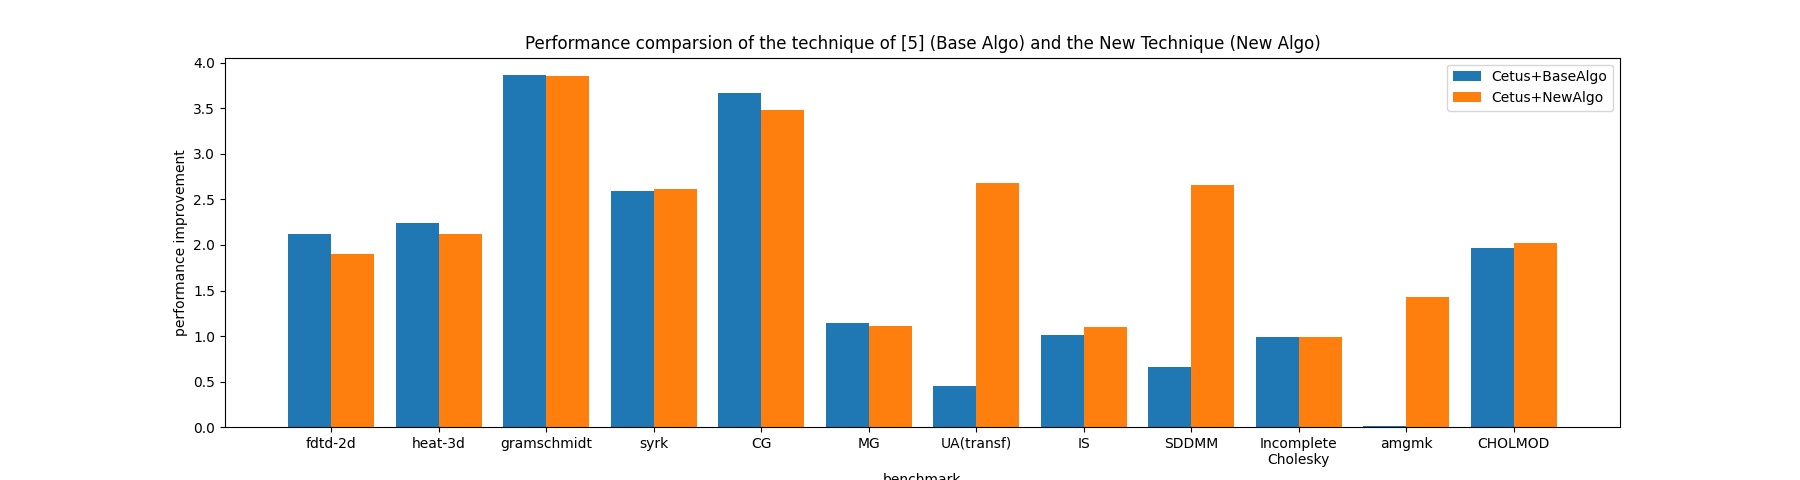 Performance comparsion of the technique of [5] (Base Algo) and the New Technique (New Algo)
performance improvement
4.0
3.5
3.0
2.5
2.0
1.5
1.0
0.5
0.0
Cetus+BaseAlgo
Cetus+NewAlgo
fdtd-2d
heat-3d
gramschmidt
syrk
CG
MG
UA(transf)
IS
SDDMM
Incomplete
Cholesky
amgmk
CHOLMOD
benchmark